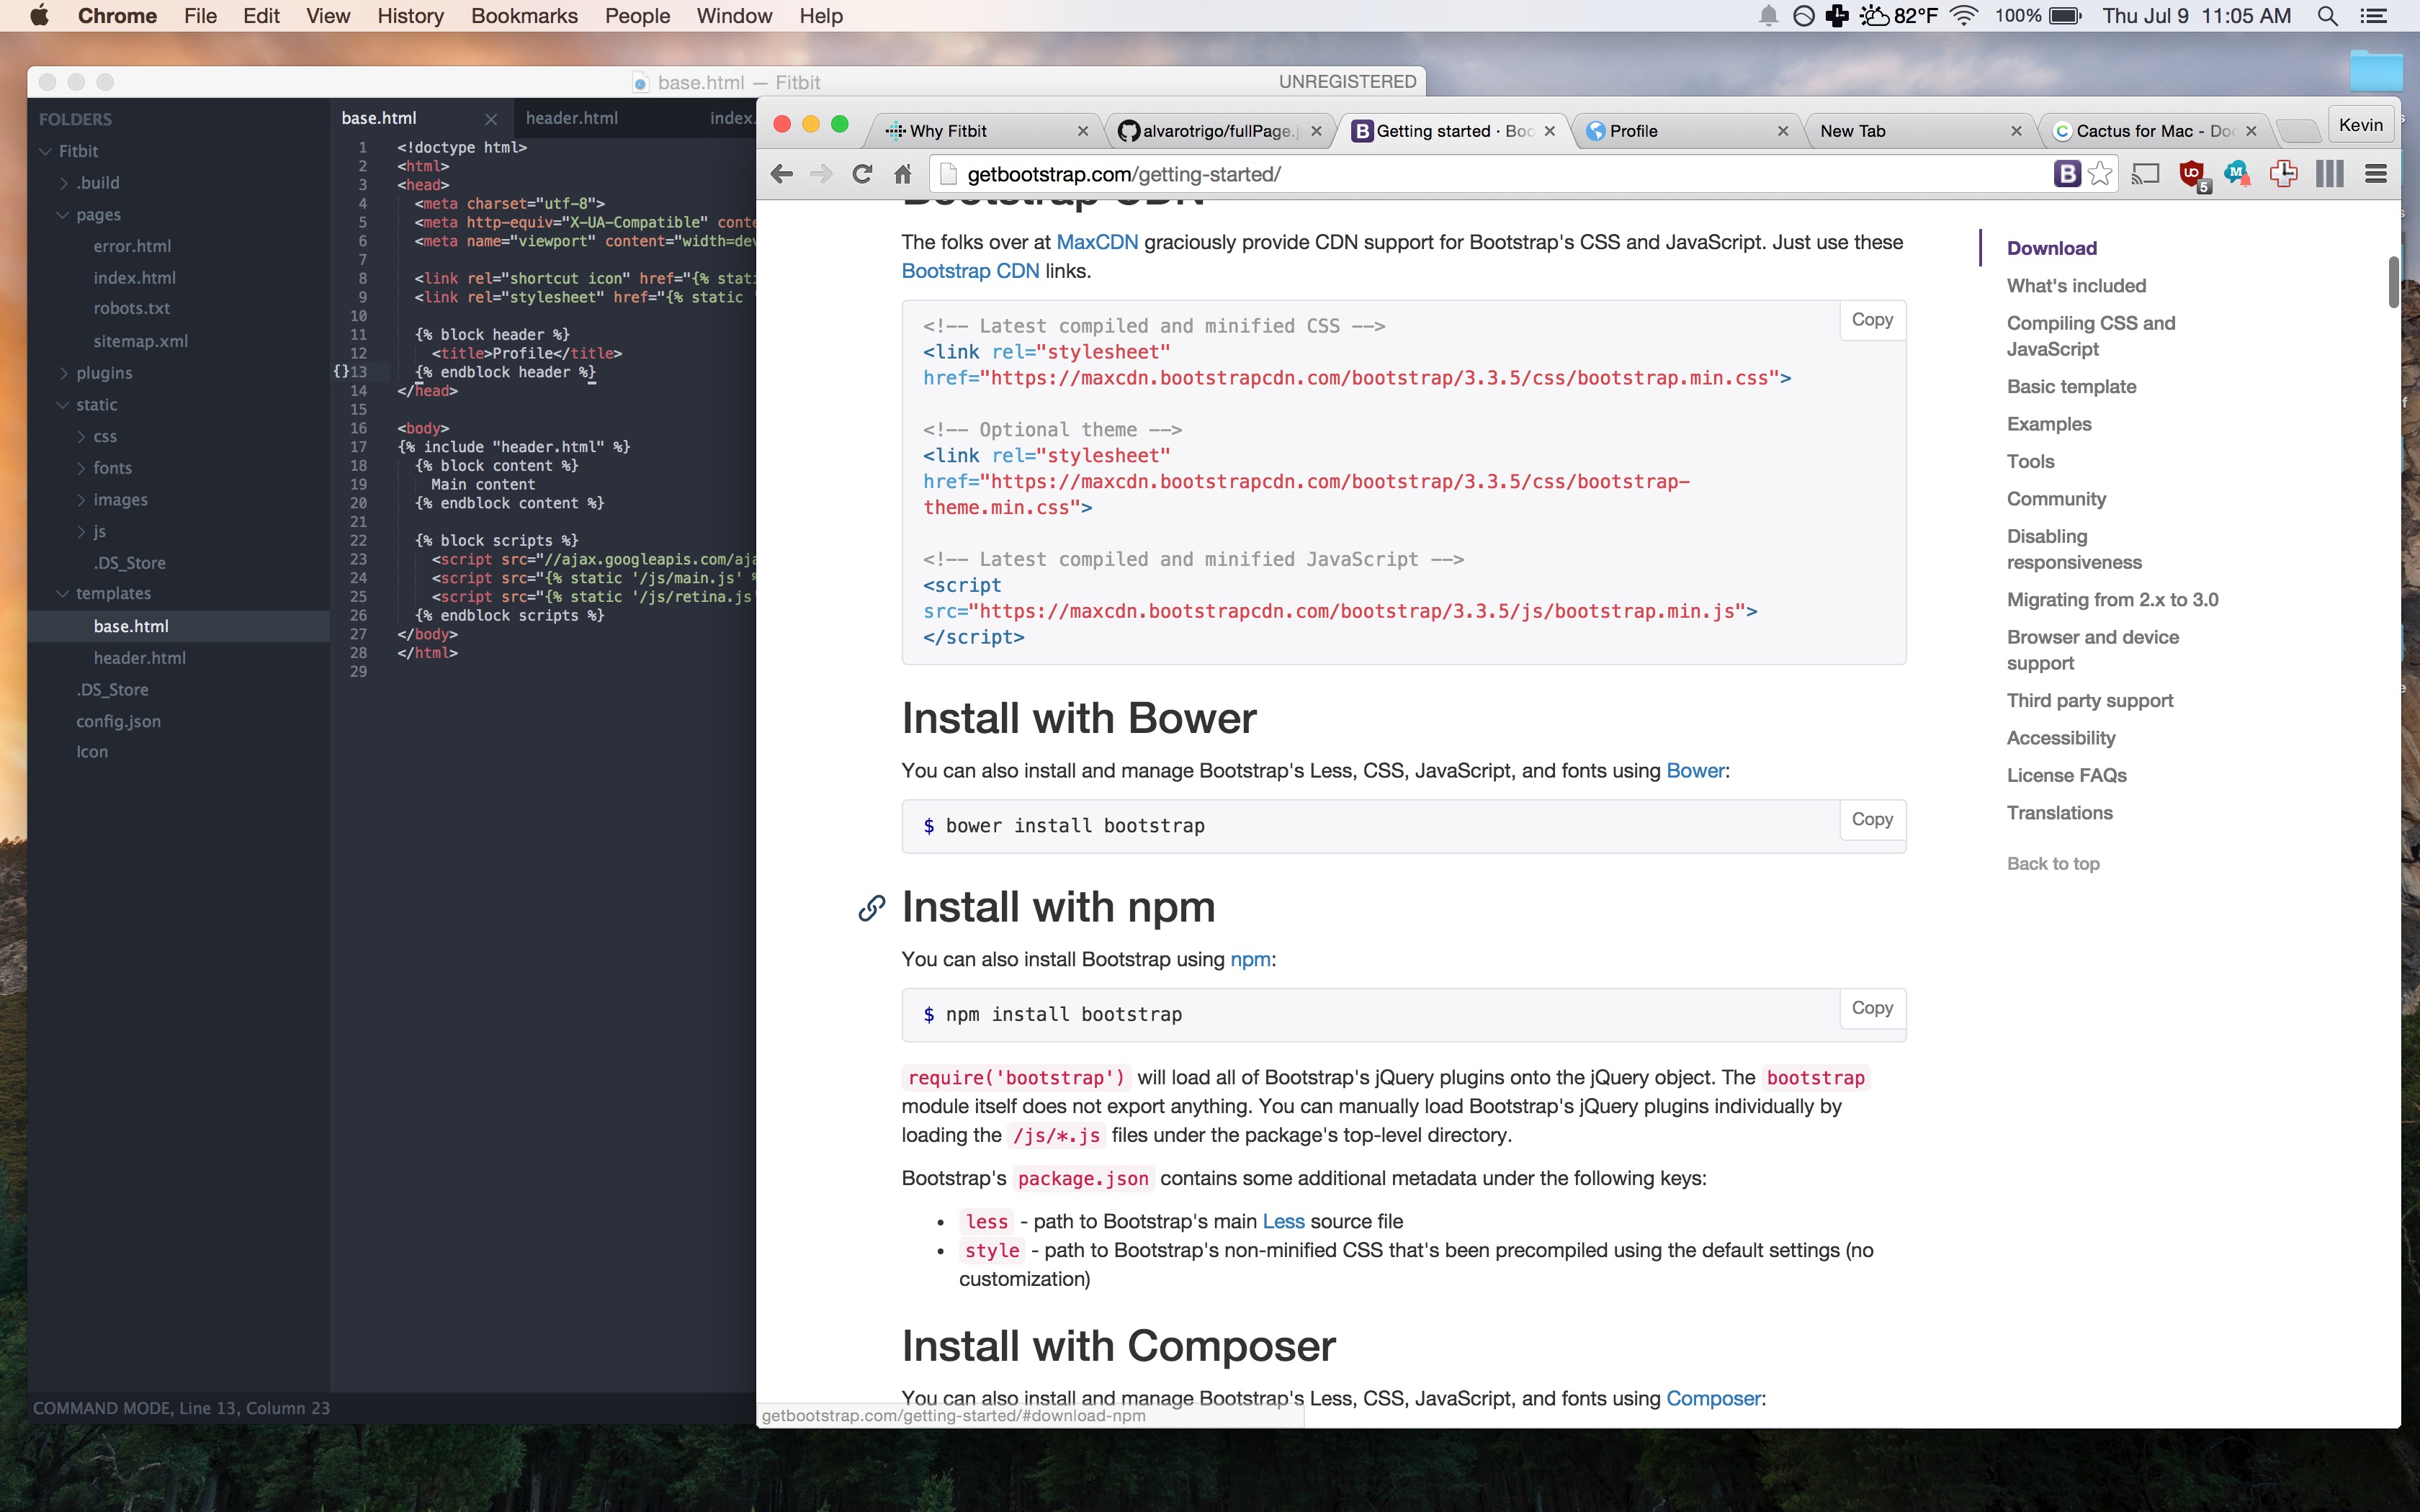 Chrome File Edit View History Bookmarks People Window Help
82°F 100% Thu Jul 9 11:05 AM
base.html — Fitbit UNREGISTERED
FOLDERS
Fitbit
.build
pages
error.html
index.html
robots.txt
sitemap.xml
plugins
static
css
fonts
images
js
.DS_Store
templates
base.html
header.html
.DS_Store
config.json
Icon
base.html header.html index.
1 <!doctype html>
2 <html>
3 <head>
4 <meta charset="utf-8">
5 <meta http-equiv="X-UA-Compatible" conte
6 <meta name="viewport" content="width=dev
7
8 <link rel="shortcut icon" href="{% stati
9 <link rel="stylesheet" href="{% static '
10
11 {% block header %}
12 <title>Profile</title>
{}13 {% endblock header %}
14 </head>
15
16 <body>
17 {% include "header.html" %}
18 {% block content %}
19 Main content
20 {% endblock content %}
21
22 {% block scripts %}
23 <script src="//ajax.googleapis.com/aja
24 <script src="{% static '/js/main.js' %
25 <script src="{% static '/js/retina.js'
26 {% endblock scripts %}
27 </body>
28 </html>
29
COMMAND MODE, Line 13, Column 23
Why Fitbit alvarotrigo/fullPage.j Getting started · Boo Profile New Tab Cactus for Mac - Doc Kevin
getbootstrap.com/getting-started/
5
Bootstrap CDN
The folks over at MaxCDN graciously provide CDN support for Bootstrap's CSS and JavaScript. Just use these
Bootstrap CDN links.
Copy
<!-- Latest compiled and minified CSS -->
<link rel="stylesheet"
href="https://maxcdn.bootstrapcdn.com/bootstrap/3.3.5/css/bootstrap.min.css">
<!-- Optional theme -->
<link rel="stylesheet"
href="https://maxcdn.bootstrapcdn.com/bootstrap/3.3.5/css/bootstrap-
theme.min.css">
<!-- Latest compiled and minified JavaScript -->
<script
src="https://maxcdn.bootstrapcdn.com/bootstrap/3.3.5/js/bootstrap.min.js">
</script>
Install with Bower
You can also install and manage Bootstrap's Less, CSS, JavaScript, and fonts using Bower:
$ bower install bootstrap
Copy
Install with npm
You can also install Bootstrap using npm:
$ npm install bootstrap
Copy
require('bootstrap') will load all of Bootstrap's jQuery plugins onto the jQuery object. The bootstrap
module itself does not export anything. You can manually load Bootstrap's jQuery plugins individually by
loading the /js/*.js files under the package's top-level directory.
Bootstrap's package.json contains some additional metadata under the following keys:
• less - path to Bootstrap's main Less source file
• style - path to Bootstrap's non-minified CSS that's been precompiled using the default settings (no
customization)
Install with Composer
You can also install and manage Bootstrap's Less, CSS, JavaScript, and fonts using Composer:
getbootstrap.com/getting-started/#download-npm
Download
What's included
Compiling CSS and
JavaScript
Basic template
Examples
Tools
Community
Disabling
responsiveness
Migrating from 2.x to 3.0
Browser and device
support
Third party support
Accessibility
License FAQs
Translations
Back to top